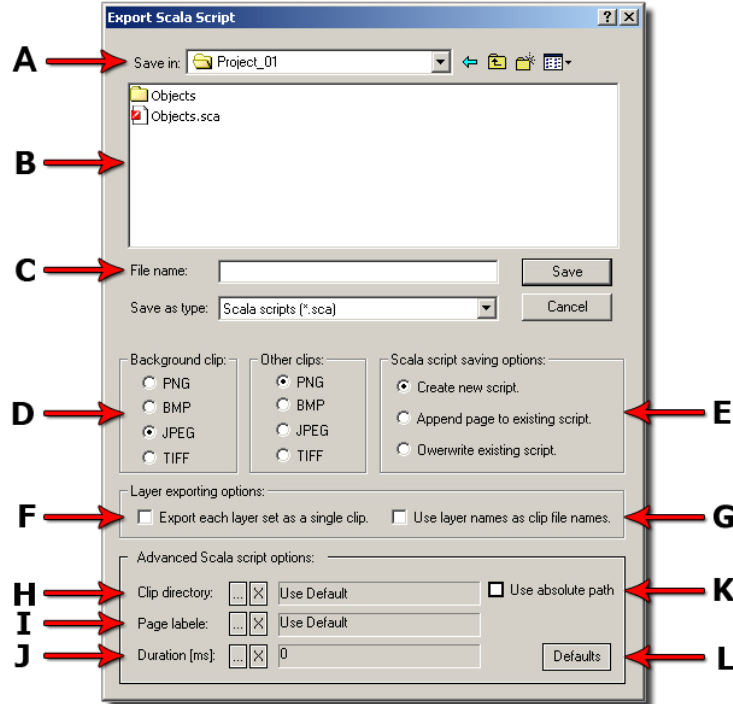 Export Scala Script
A Save in: Project_01
Objects
Objects.sca
B
C File name: Save
Save as type: Scala scripts (*.sca) Cancel
Background clip: Other clips: Scala script saving options:
PNG PNG Create new script.
BMP BMP
D JPEG JPEG Append page to existing script. E
TIFF TIFF Owerwrite existing script.
Layer exporting options:
F Export each layer set as a single clip. Use layer names as clip file names. G
Advanced Scala script options:
H Clip directory: ... X Use Default Use absolute path K
I Page labele: ... X Use Default
J Duration [ms]: ... X 0 Defaults L